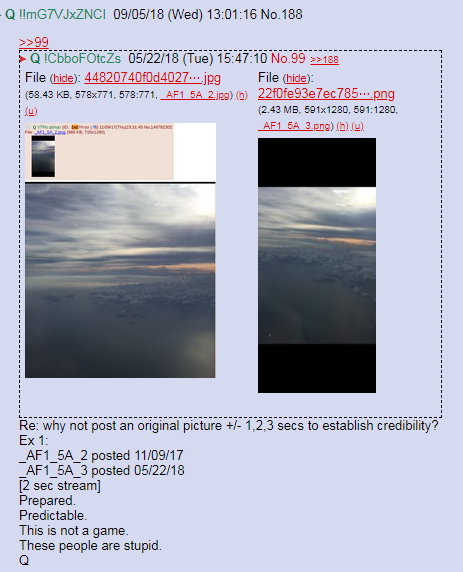 Q !!mG7VJxZNCI 09/05/18 (Wed) 13:01:16 No.188
>>99
Q !CbboFOtcZs 05/22/18 (Tue) 15:47:10 No.99 >>188
File (hide): 44820740f0d4027···.jpg
(58.43 KB, 578x771, 578:771, _AF1_5A_2.jpg) (h)
(u)
File (hide):
22f0fe93e7ec785···.png
(2.43 MB, 591x1280, 591:1280,
_AF1_5A_3.png) (h) (u)
Re: why not post an original picture +/- 1,2,3 secs to establish credibility?
Ex 1:
_AF1_5A_2 posted 11/09/17
_AF1_5A_3 posted 05/22/18
[2 sec stream]
Prepared.
Predictable.
This is not a game.
These people are stupid.
Q